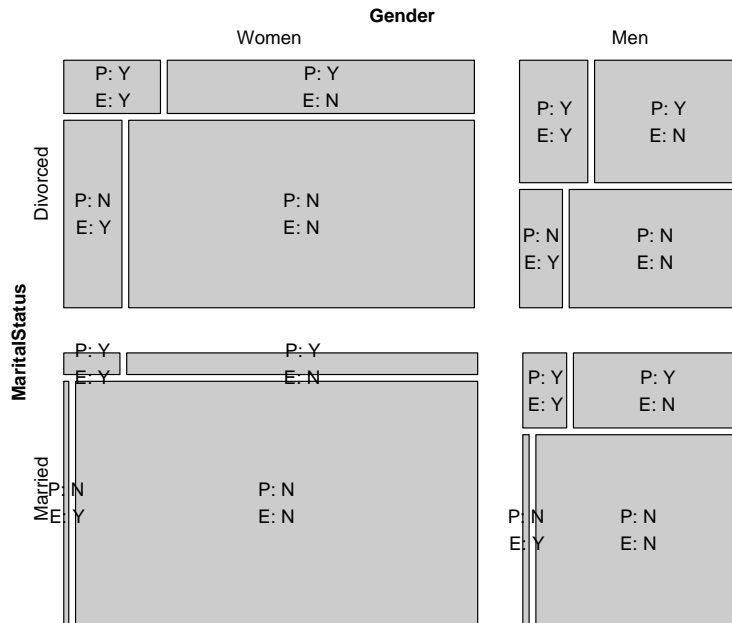 Gender
Women
Men
MaritalStatus
Divorced
P: Y
E: Y
P: Y
E: N
P: Y
E: Y
P: Y
E: N
P: N
E: Y
P: N
E: N
P: N
E: Y
P: N
E: N
Married
P: Y
E: Y
P: Y
E: N
P: Y
E: Y
P: Y
E: N
P: N
E: Y
P: N
E: N
P: N
E: Y
P: N
E: N